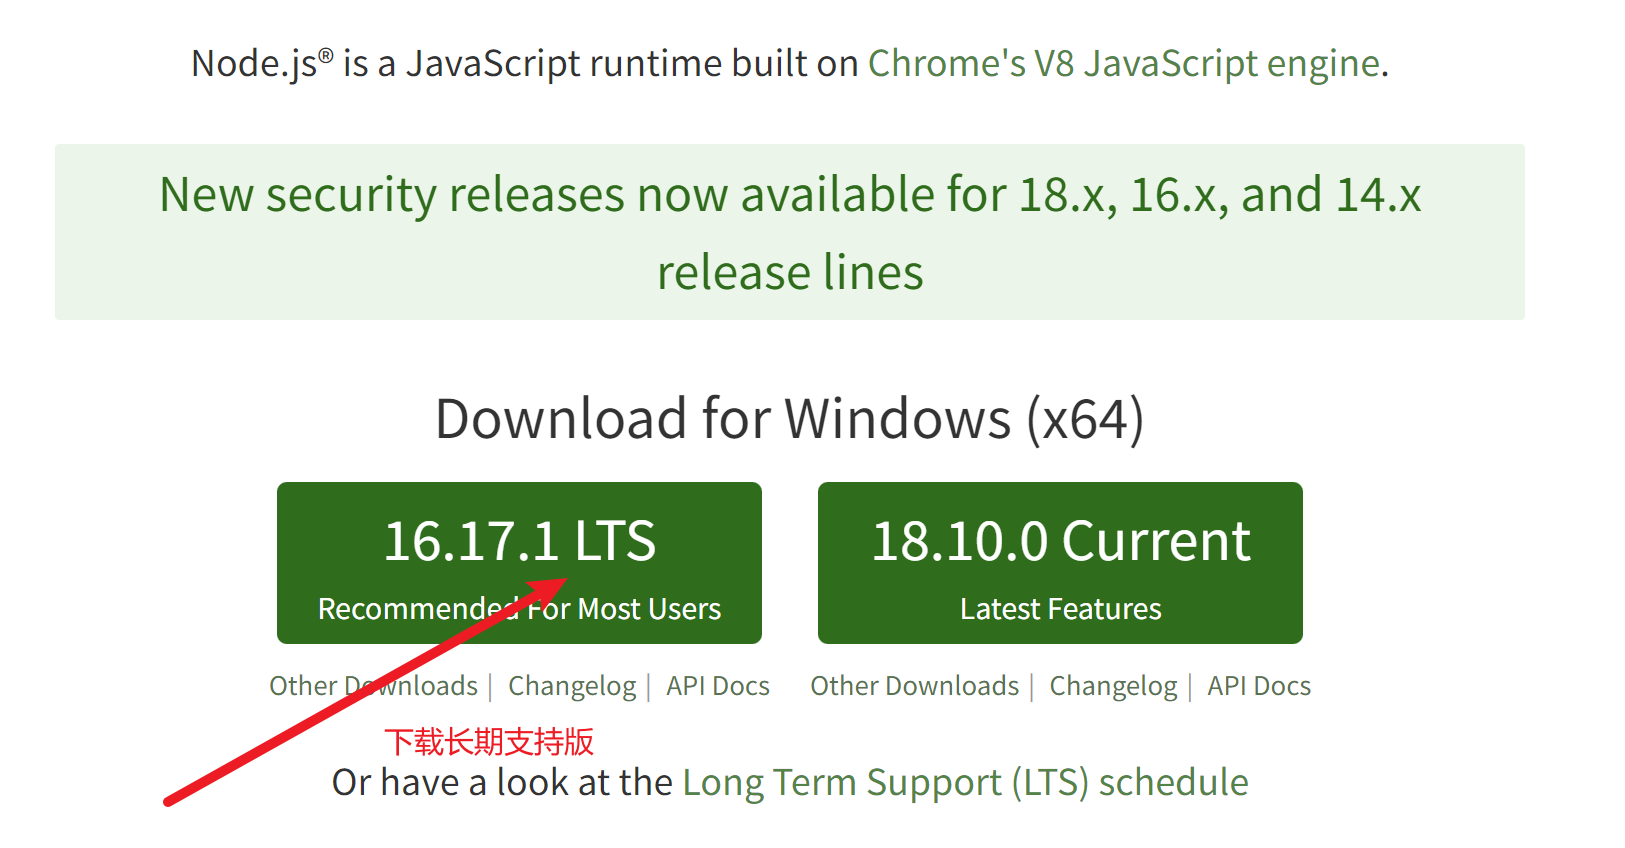 Node.js® is a JavaScript runtime built on Chrome's V8 JavaScript engine.
New security releases now available for 18.x, 16.x, and 14.x
release lines
Download for Windows (x64)
16.17.1 LTS
Recommended For Most Users
18.10.0 Current
Latest Features
Other Downloads | Changelog | API Docs
Other Downloads | Changelog | API Docs
下载长期支持版
Or have a look at the Long Term Support (LTS) schedule